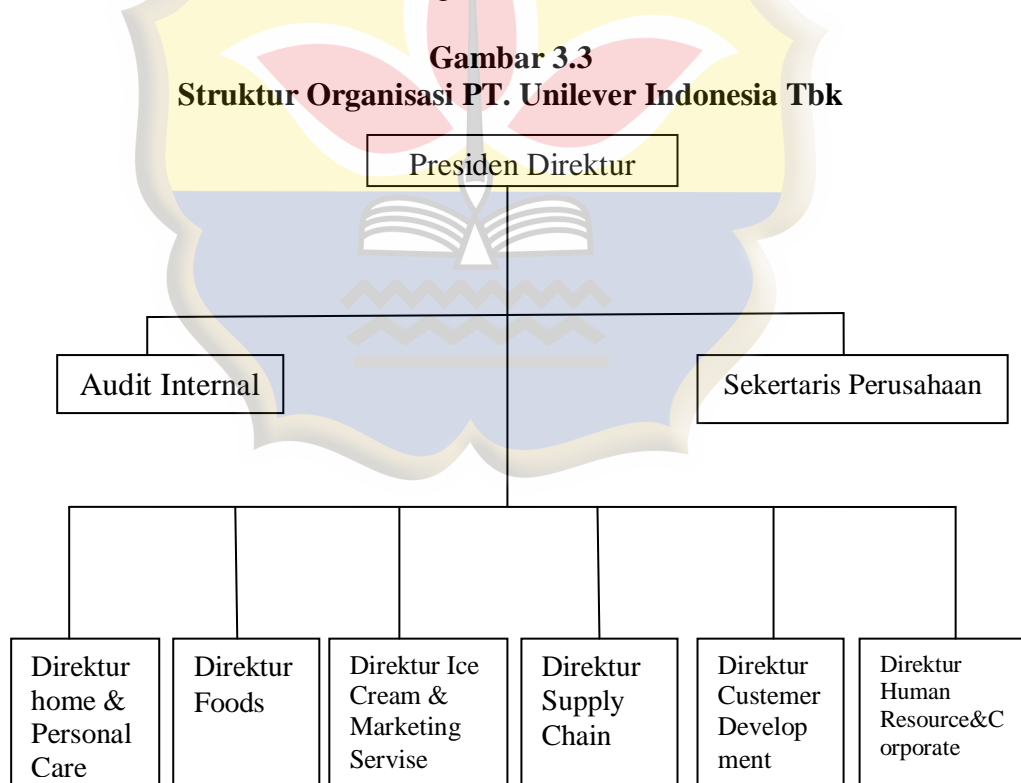 Gambar 3.3
Struktur Organisasi PT. Unilever Indonesia Tbk
Presiden Direktur
Audit Internal
Sekertaris Perusahaan
Direktur
home &
Personal
Care
Direktur
Foods
Direktur Ice
Cream &
Marketing
Servise
Direktur
Supply
Chain
Direktur
Custemer
Develop
ment
Direktur
Human
Resource&C
orporate